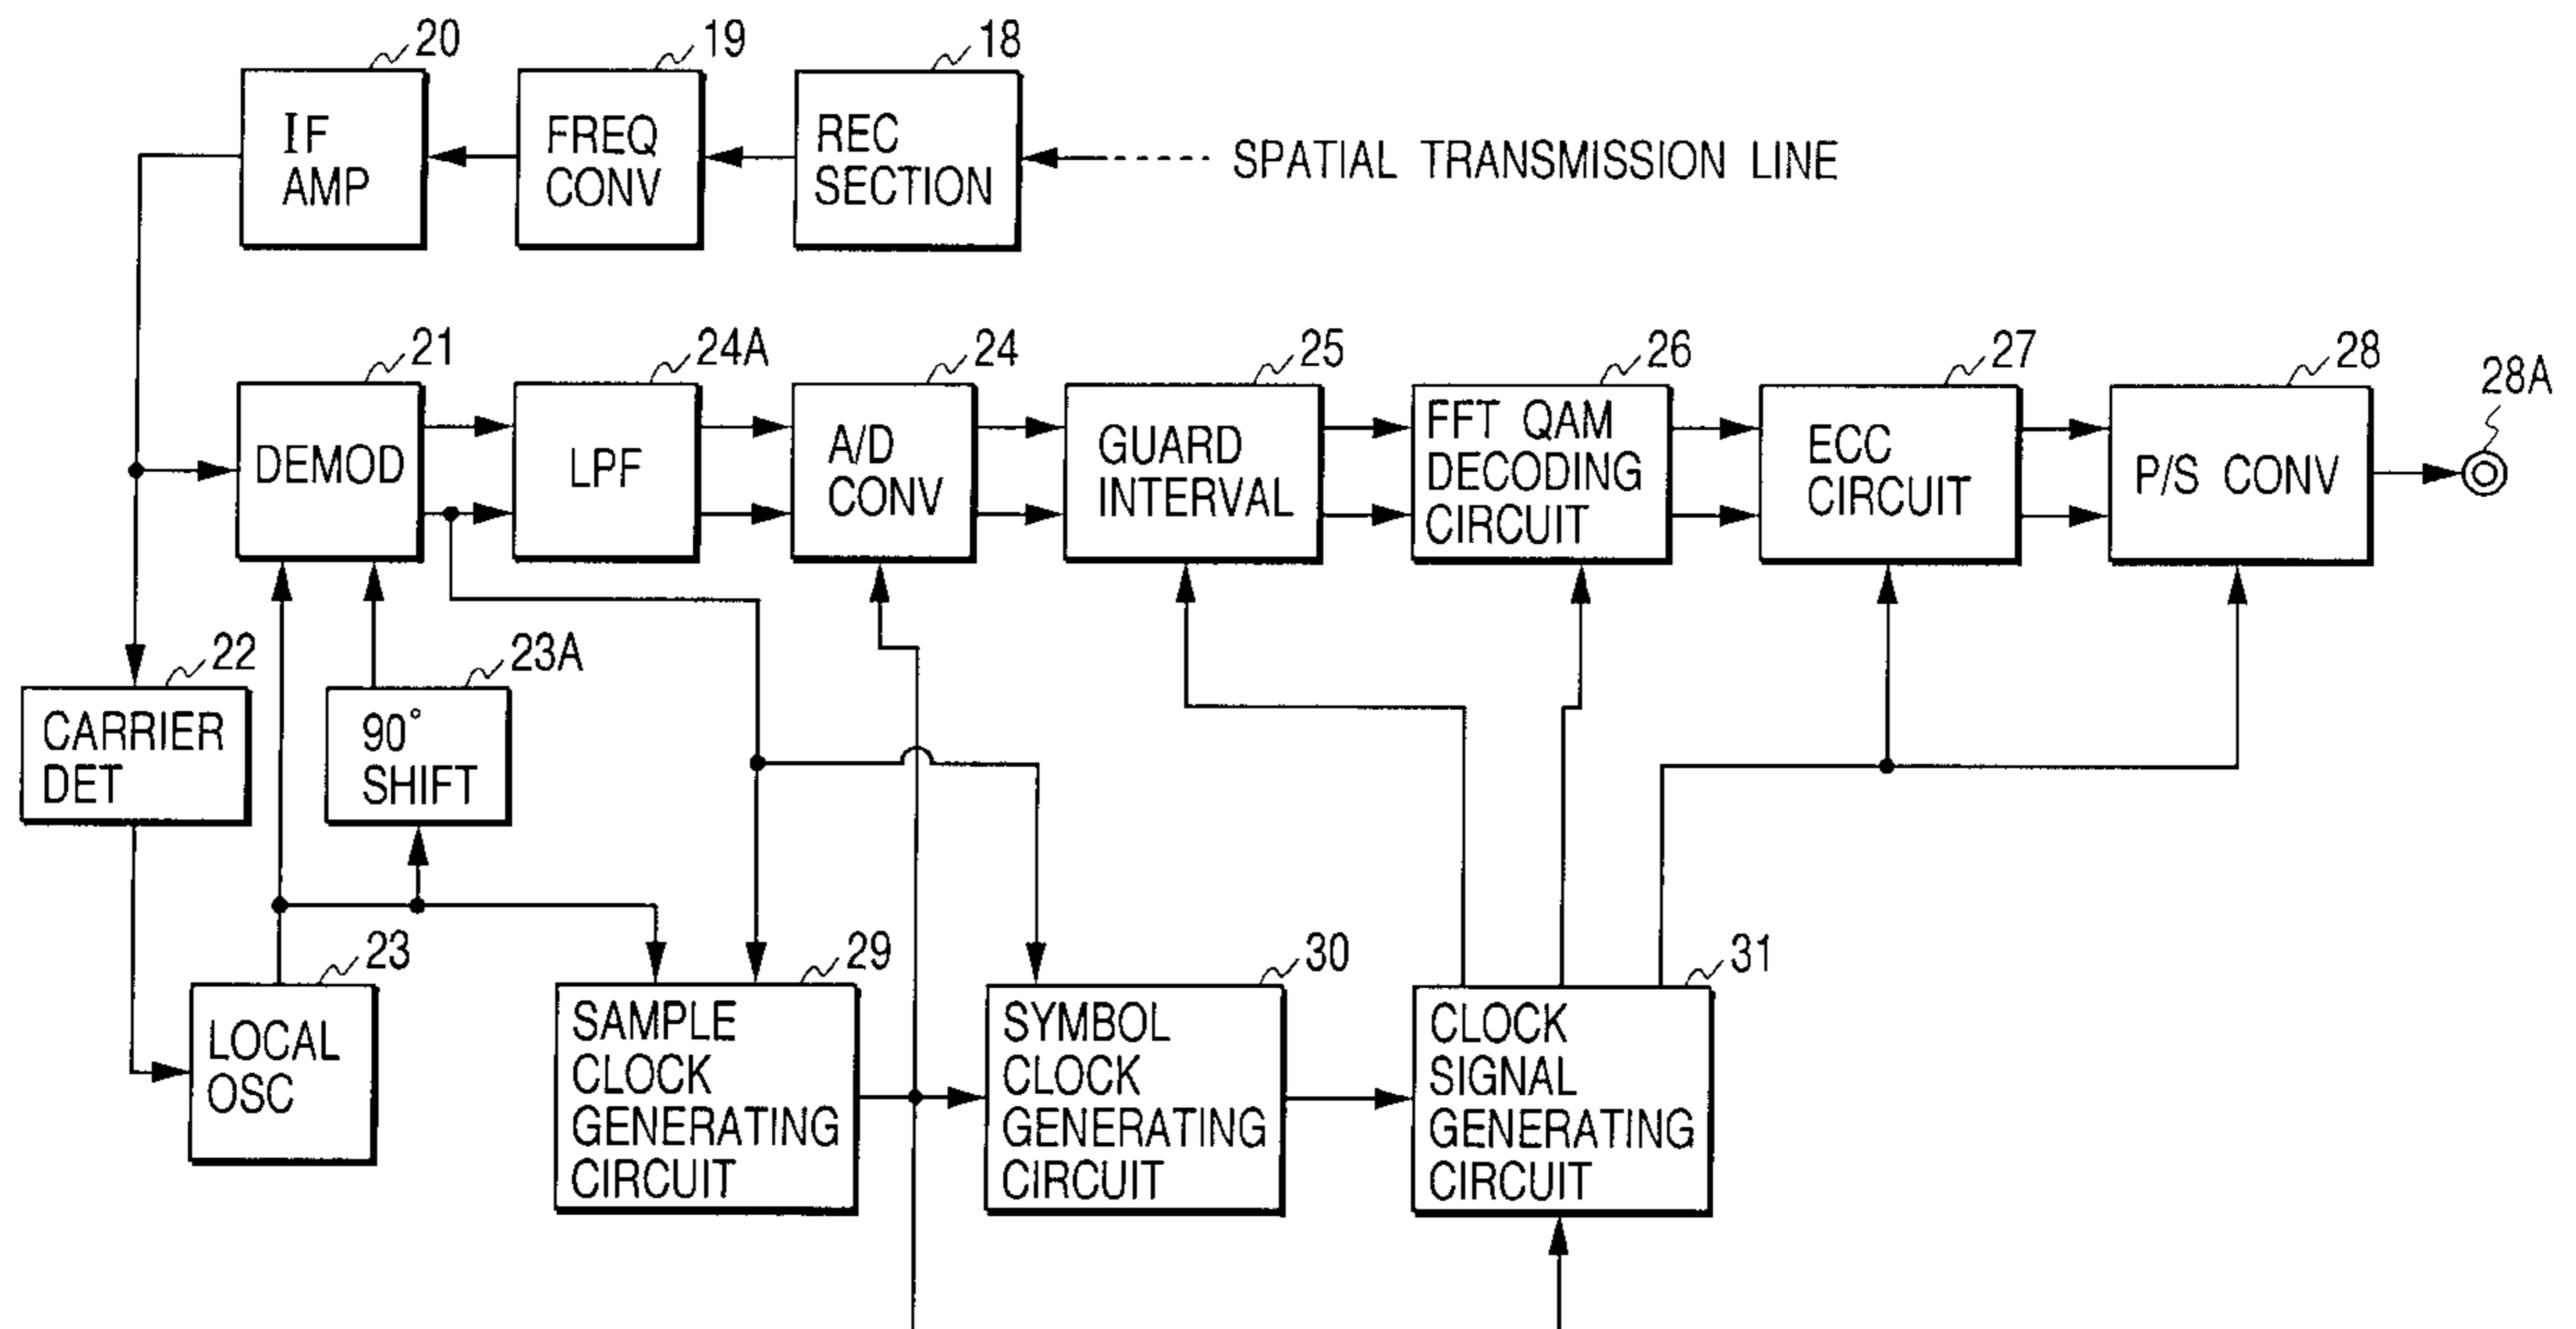 20
19
18
IF
AMP
FREQ
CONV
REC
SECTION
SPATIAL TRANSMISSION LINE
21
24A
24
25
26
27
28
28A
DEMOD
LPF
A/D
CONV
GUARD
INTERVAL
FFT QAM
DECODING
CIRCUIT
ECC
CIRCUIT
P/S CONV
22
23A
CARRIER
DET
90°
SHIFT
23
29
30
31
LOCAL
OSC
SAMPLE
CLOCK
GENERATING
CIRCUIT
SYMBOL
CLOCK
GENERATING
CIRCUIT
CLOCK
SIGNAL
GENERATING
CIRCUIT